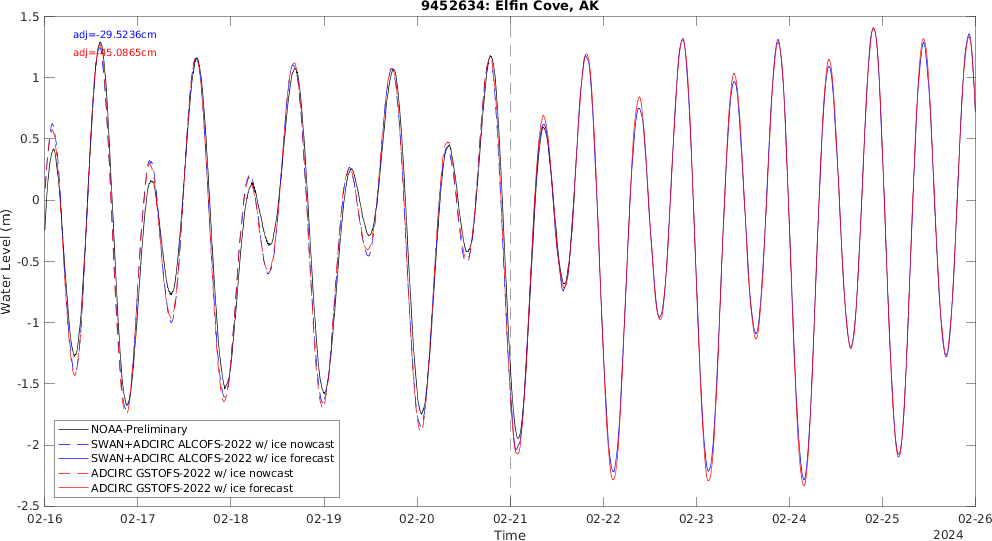 9452634: Elfin Cove, AK
adj=-29.5236cm
adj=-45.0865cm
1.5
1
0.5
0
-0.5
-1
-1.5
-2
-2.5
Water Level (m)
NOAA-Preliminary
SWAN+ADCIRC ALCOFS-2022 w/ ice nowcast
SWAN+ADCIRC ALCOFS-2022 w/ ice forecast
ADCIRC GSTOFS-2022 w/ ice nowcast
ADCIRC GSTOFS-2022 w/ ice forecast
02-16 02-17 02-18 02-19 02-20 02-21 02-22 02-23 02-24 02-25 02-26
Time
2024